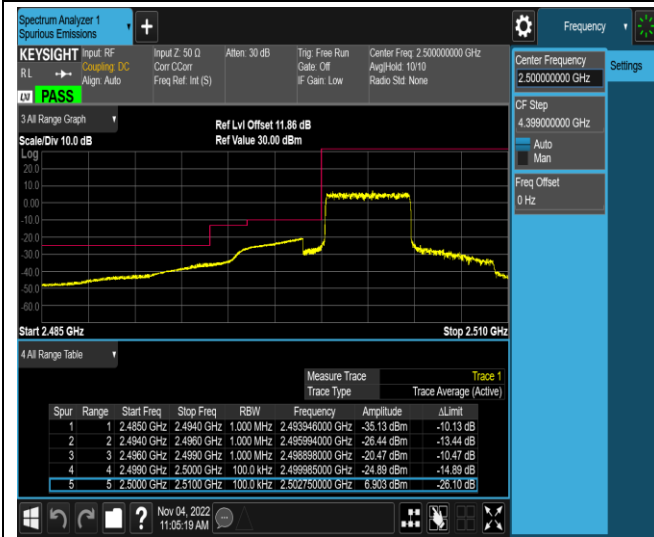 Spectrum Analyzer 1
Spurious Emissions
+
Frequency
KEYSIGHT Input: RF Input Z: 50 Ω Atten: 30 dB Trig: Free Run Center Freq: 2.500000000 GHz
RL Coupling: DC Corr CCorr Gate: Off Avg|Hold: 10/10
Align: Auto Freq Ref: Int (S) IF Gain: Low Radio Std: None
LXI PASS
3 All Range Graph
Scale/Div 10.0 dB
Ref Lvl Offset 11.86 dB
Ref Value 30.00 dBm
Log
20.0
10.0
0.00
-10.0
-20.0
-30.0
-40.0
-50.0
-60.0
Start 2.485 GHz Stop 2.510 GHz
4 All Range Table
Measure Trace Trace 1
Trace Type Trace Average (Active)
Spur Range Start Freq Stop Freq RBW Frequency Amplitude ΔLimit
1 1 2.4850 GHz 2.4940 GHz 1.000 MHz 2.493946000 GHz -35.13 dBm -10.13 dB
2 2 2.4940 GHz 2.4960 GHz 1.000 MHz 2.495994000 GHz -26.44 dBm -13.44 dB
3 3 2.4960 GHz 2.4990 GHz 1.000 MHz 2.498898000 GHz -20.47 dBm -10.47 dB
4 4 2.4990 GHz 2.5000 GHz 100.0 kHz 2.499985000 GHz -24.89 dBm -14.89 dB
5 5 2.5000 GHz 2.5100 GHz 100.0 kHz 2.502750000 GHz 6.903 dBm -26.10 dB
?
Nov 04, 2022
11:05:19 AM
Center Frequency
2.500000000 GHz
Settings
CF Step
4.399000000 GHz
Auto
Man
Freq Offset
0 Hz